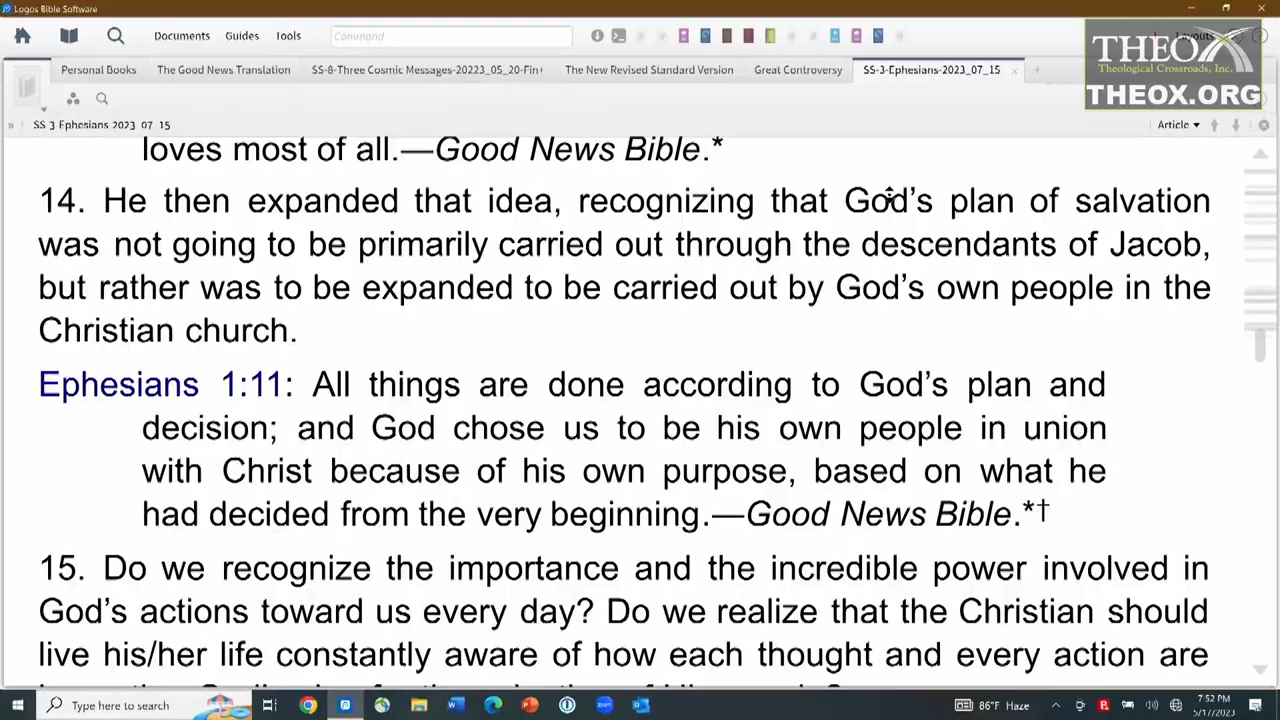 Logos Bible Software
Documents Guides Tools Command Layouts
THEOX
Theological Crossroads, Inc.
THEOX.ORG
Personal Books The Good News Translation SS-8-Three Cosmic Messages 0-Fin+ The New Revised Standard Version Great Controversy SS-3-Ephesians-2023_07_15
SS 3 Ephesians 2023 07 15 Article
loves most of all.—Good News Bible.*
14. He then expanded that idea, recognizing that God’s plan of salvation
was not going to be primarily carried out through the descendants of Jacob,
but rather was to be expanded to be carried out by God’s own people in the
Christian church.
Ephesians 1:11: All things are done according to God’s plan and
decision; and God chose us to be his own people in union
with Christ because of his own purpose, based on what he
had decided from the very beginning.—Good News Bible.*†
15. Do we recognize the importance and the incredible power involved in
God’s actions toward us every day? Do we realize that the Christian should
live his/her life constantly aware of how each thought and every action are
Type here to search 86°F Haze 7:52 PM
5/17/2023